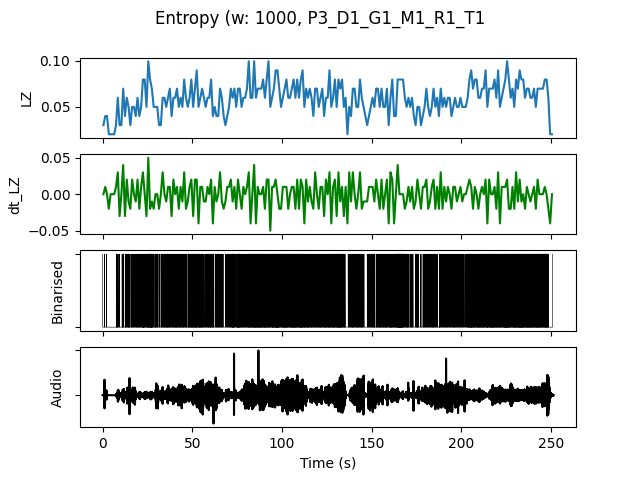 Entropy (w: 1000, P3_D1_G1_M1_R1_T1
0.10
0.05
LZ
0.05
0.00
−0.05
dt_LZ
Binarised
Audio
0 50 100 150 200 250
Time (s)